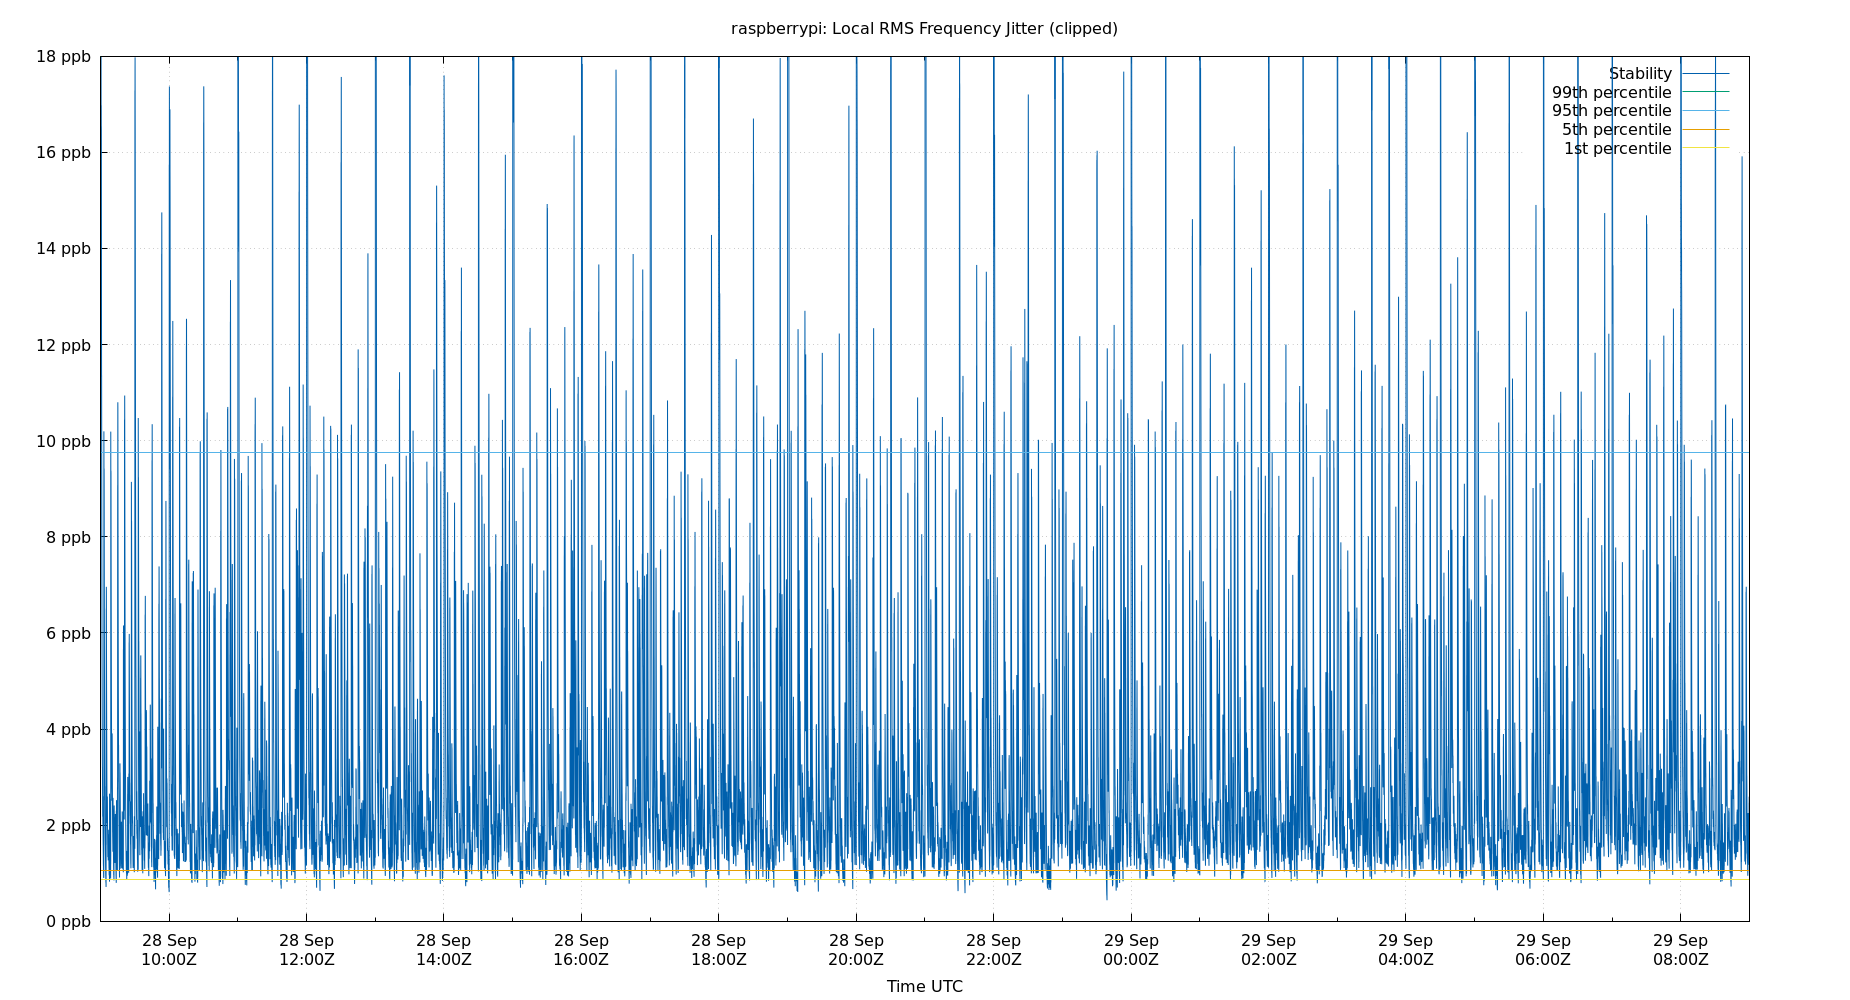 raspberrypi: Local RMS Frequency Jitter (clipped)
18 ppb
16 ppb
14 ppb
12 ppb
10 ppb
8 ppb
6 ppb
4 ppb
2 ppb
0 ppb
Stability
99th percentile
95th percentile
5th percentile
1st percentile
28 Sep 28 Sep 28 Sep 28 Sep 28 Sep 28 Sep 28 Sep 29 Sep 29 Sep 29 Sep 29 Sep 29 Sep
10:00Z 12:00Z 14:00Z 16:00Z 18:00Z 20:00Z 22:00Z 00:00Z 02:00Z 04:00Z 06:00Z 08:00Z
Time UTC